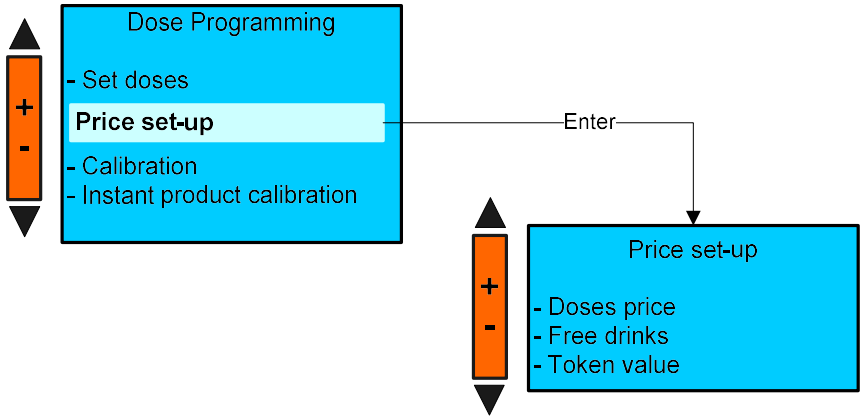 Dose Programming
+
-
- Set doses
Price set-up
- Calibration
- Instant product calibration
Enter
Price set-up
+
-
- Doses price
- Free drinks
- Token value